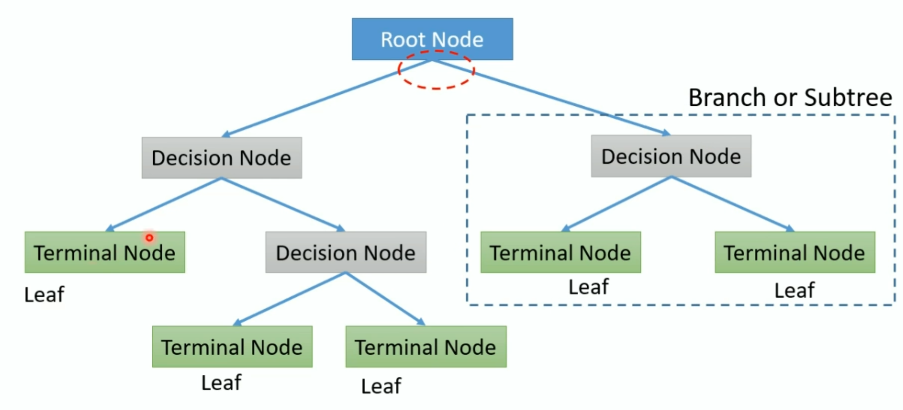 Root Node
Branch or Subtree
Decision Node
Decision Node
Terminal Node
Decision Node
Terminal Node
Terminal Node
Leaf
Leaf
Leaf
Terminal Node
Terminal Node
Leaf
Leaf